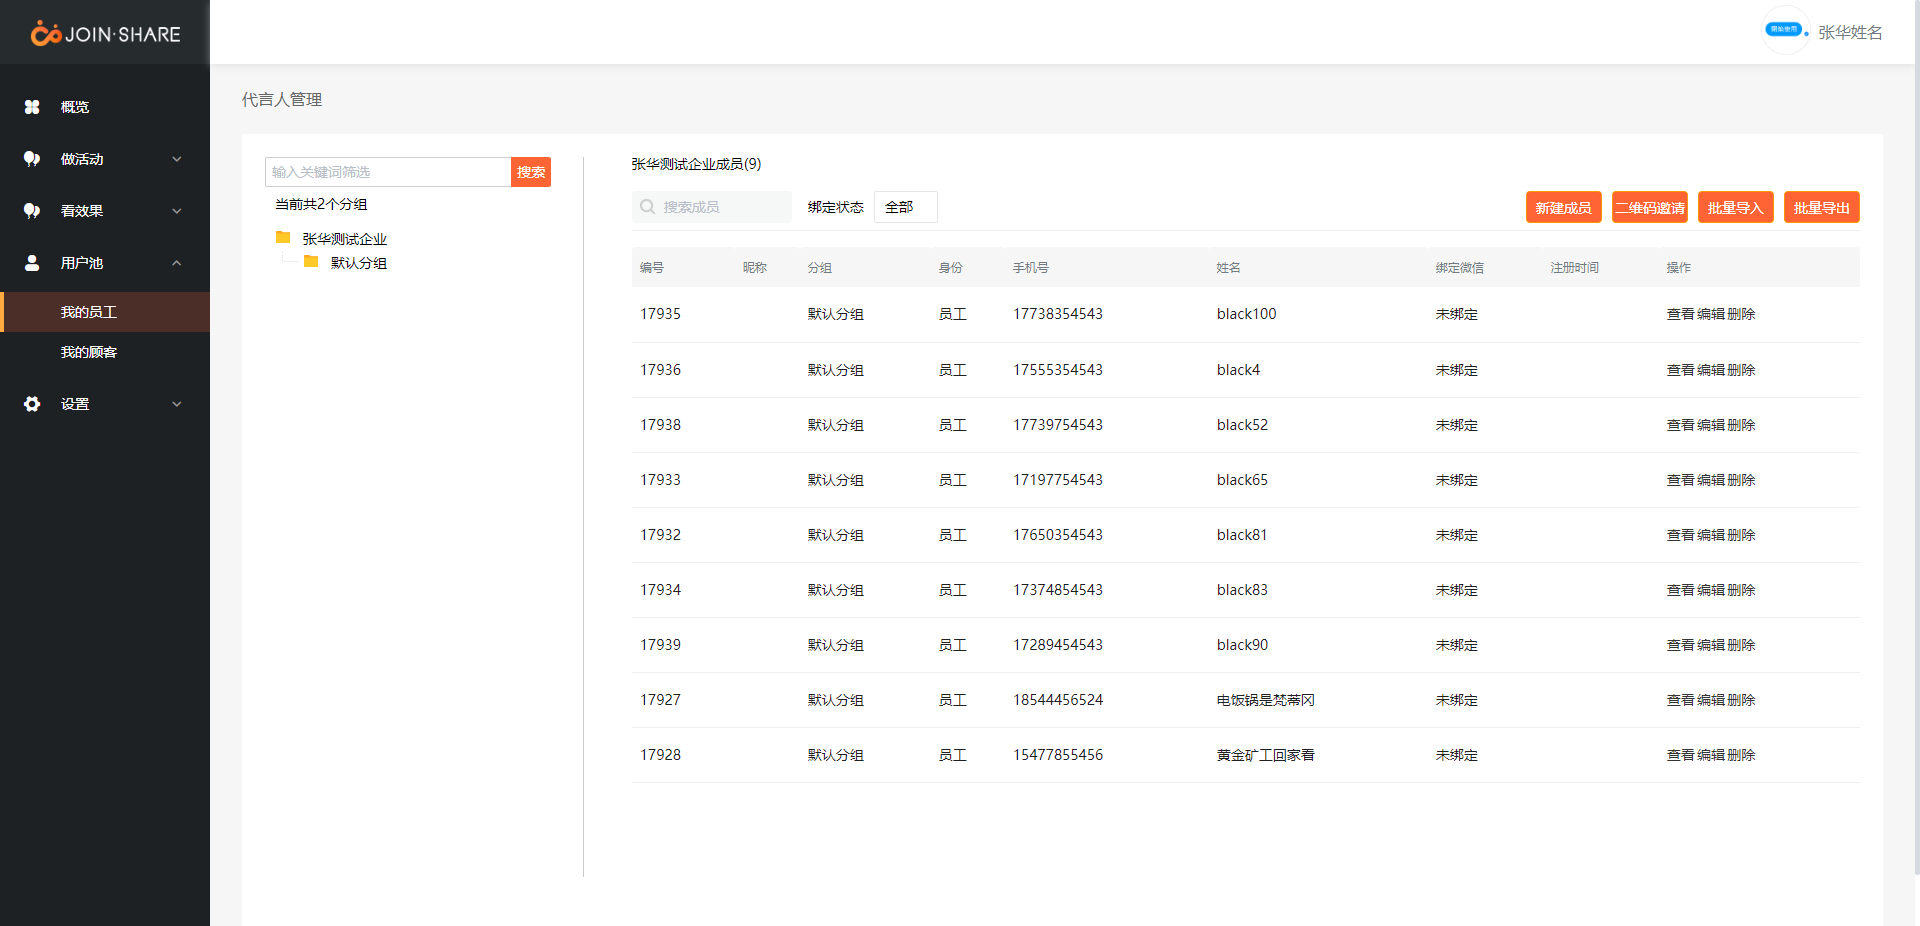 JOIN·SHARE
开始使用
张华姓名
概览
做活动
看效果
用户池
我的员工
我的顾客
设置
代言人管理
输入关键词筛选 搜索
当前共2个分组
张华测试企业
默认分组
张华测试企业成员(9)
搜索成员 绑定状态 全部 新建成员 二维码邀请 批量导入 批量导出
编号 昵称 分组 身份 手机号 姓名 绑定微信 注册时间 操作
17935 默认分组 员工 17738354543 black100 未绑定 查看 编辑 删除
17936 默认分组 员工 17555354543 black4 未绑定 查看 编辑 删除
17938 默认分组 员工 17739754543 black52 未绑定 查看 编辑 删除
17933 默认分组 员工 17197754543 black65 未绑定 查看 编辑 删除
17932 默认分组 员工 17650354543 black81 未绑定 查看 编辑 删除
17934 默认分组 员工 17374854543 black83 未绑定 查看 编辑 删除
17939 默认分组 员工 17289454543 black90 未绑定 查看 编辑 删除
17927 默认分组 员工 18544456524 电饭锅是梵蒂冈 未绑定 查看 编辑 删除
17928 默认分组 员工 15477855456 黄金矿工回家看 未绑定 查看 编辑 删除